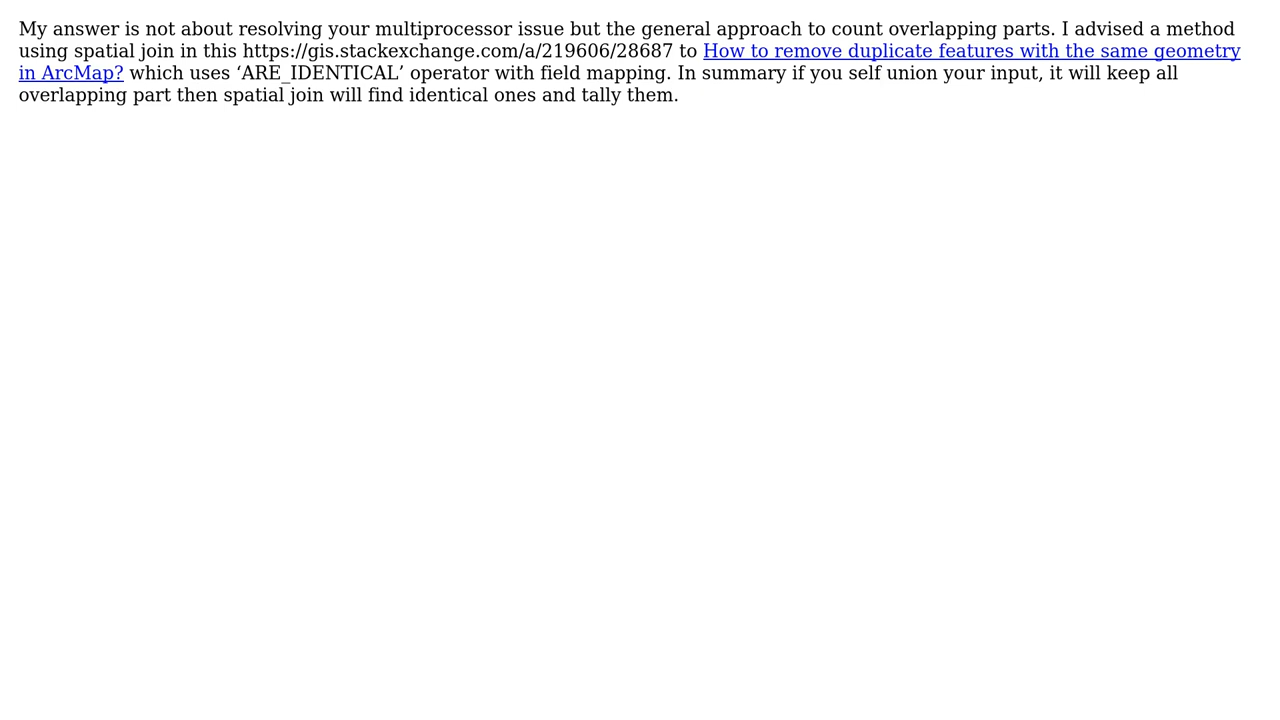 My answer is not about resolving your multiprocessor issue but the general approach to count overlapping parts. I advised a method
using spatial join in this https://gis.stackexchange.com/a/219606/28687 to How to remove duplicate features with the same geometry
in ArcMap? which uses ‘ARE_IDENTICAL’ operator with field mapping. In summary if you self union your input, it will keep all
overlapping part then spatial join will find identical ones and tally them.